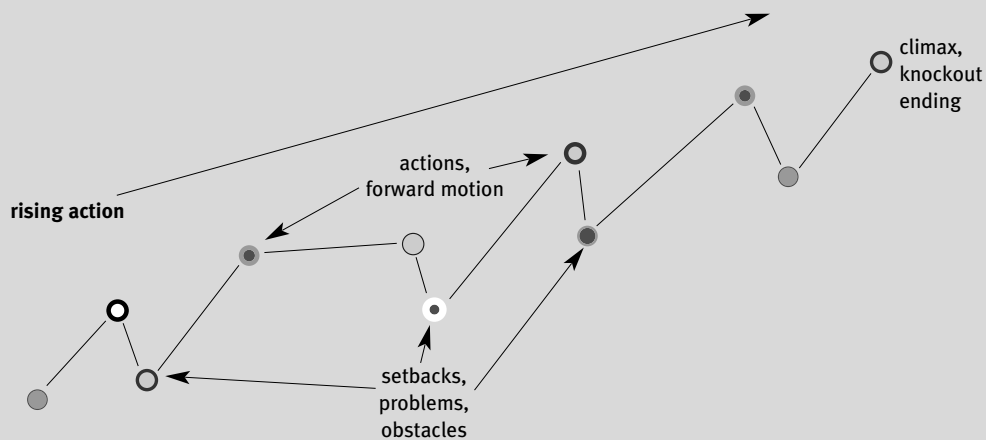 climax,
knockout
ending
actions,
forward motion
rising action
setbacks,
problems,
obstacles